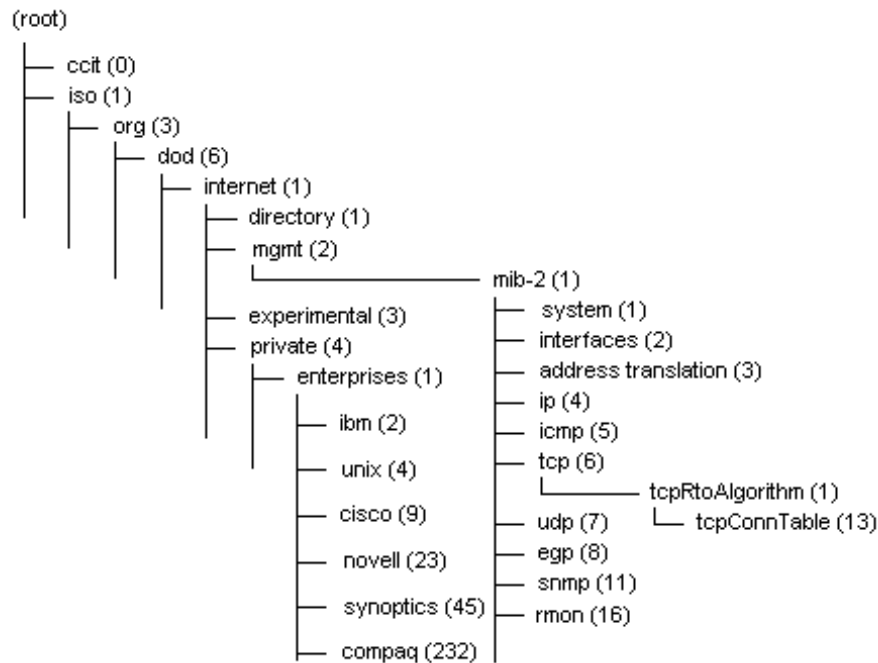 (root)
ccit (0)
iso (1)
org (3)
dod (6)
internet (1)
directory (1)
mgmt (2)
mib-2 (1)
system (1)
interfaces (2)
address translation (3)
ip (4)
icmp (5)
tcp (6)
tcpRtoAlgorithm (1)
tcpConnTable (13)
udp (7)
egp (8)
snmp (11)
rmon (16)
experimental (3)
private (4)
enterprises (1)
ibm (2)
unix (4)
cisco (9)
novell (23)
synoptics (45)
compaq (232)